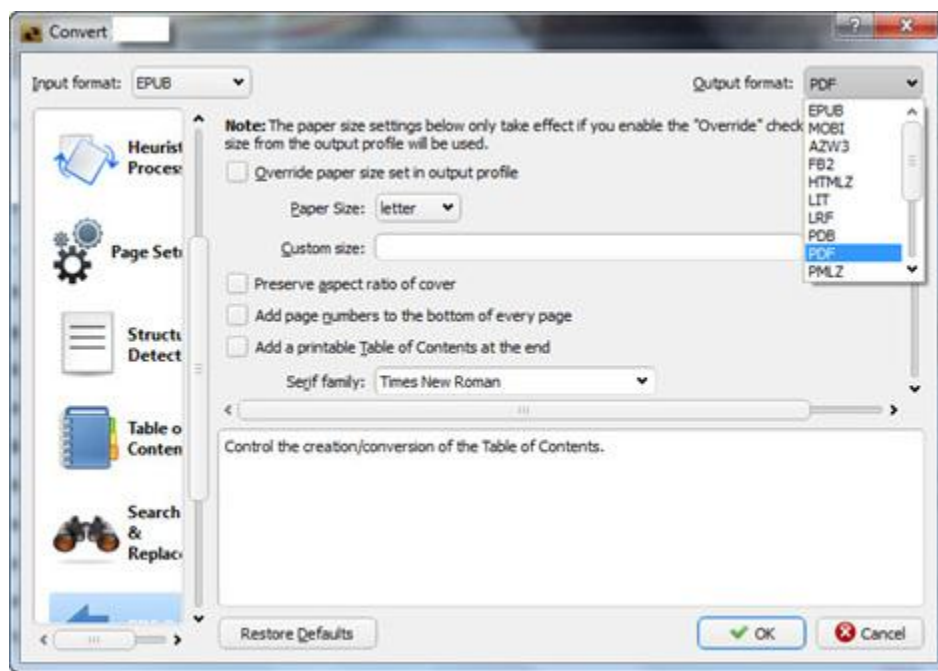 Convert
Input format: EPUB
Output format: PDF
EPUB
MOBI
AZW3
FB2
HTMLZ
LIT
LRF
PDB
PDF
PMLZ
Heurist
Proces
Page Set
Structu
Detect
Table o
Conten
Search
&
Replac
Note: The paper size settings below only take effect if you enable the "Override" check
size from the output profile will be used.
Override paper size set in output profile
Paper Size: letter
Custom size:
Preserve aspect ratio of cover
Add page numbers to the bottom of every page
Add a printable Table of Contents at the end
Serif family: Times New Roman
Control the creation/conversion of the Table of Contents.
Restore Defaults
OK
Cancel